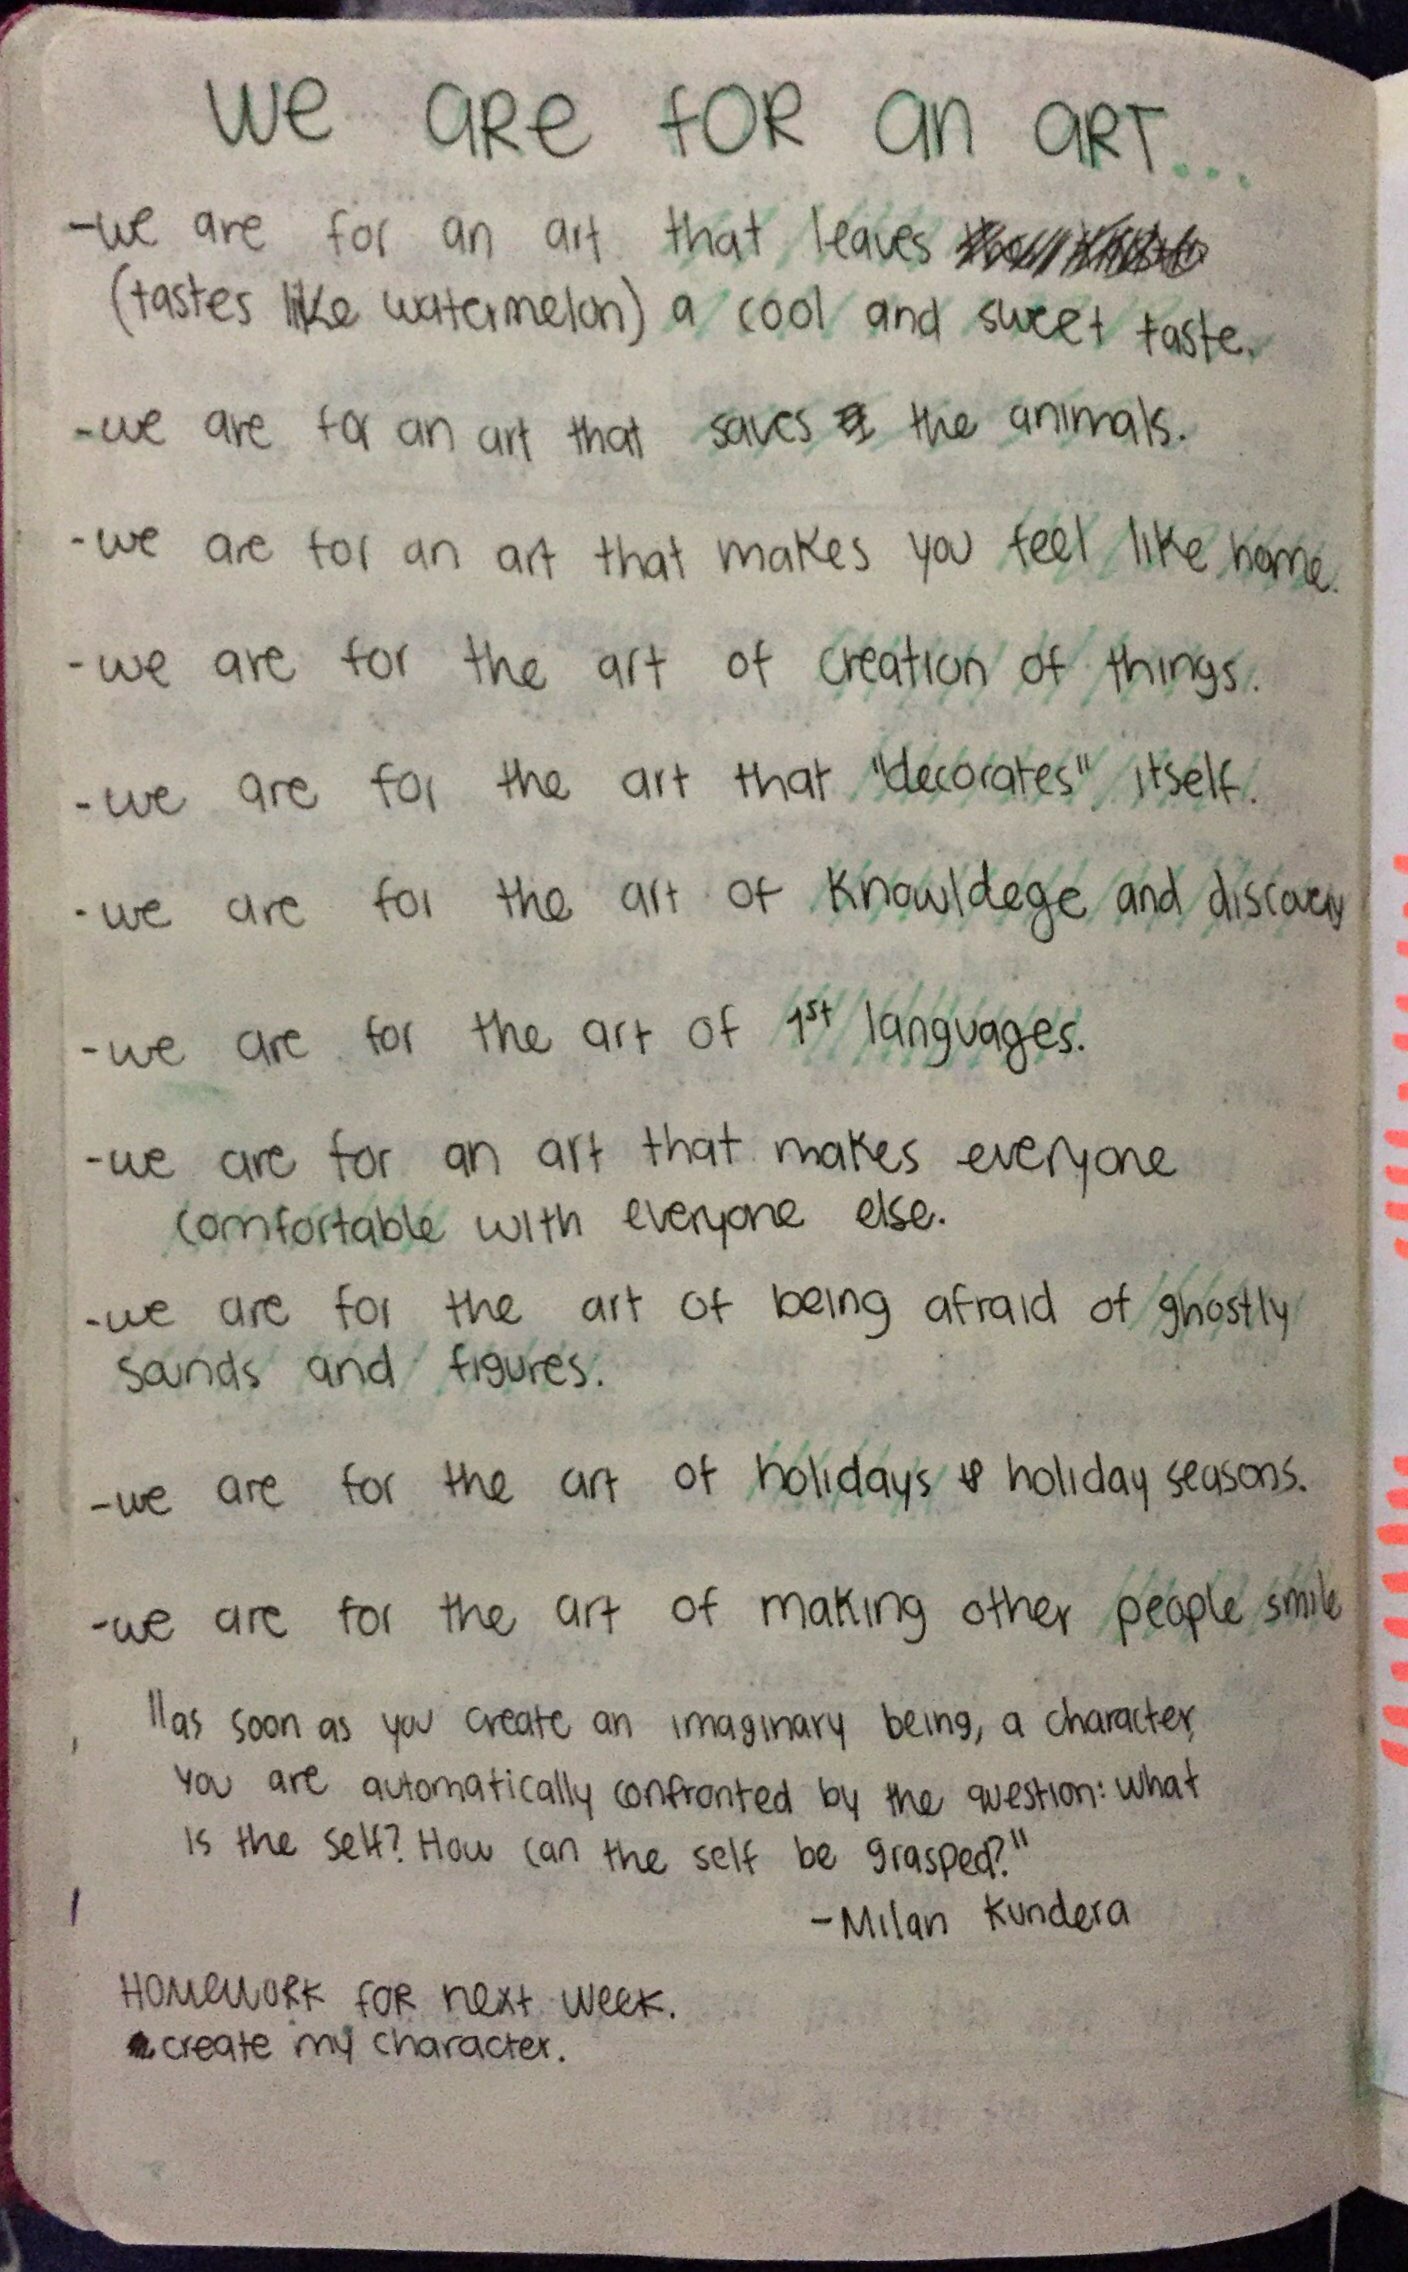 We are for an art...
-we are for an art that leaves
(tastes like watermelon) a cool and sweet taste.
-we are for an art that saves the animals.
-we are for an art that makes you feel like home.
-we are for the art of creation of things.
-we are for the art that "decorates" itself.
-we are for the art of knowldege and discovery
-we are for the art of 1st languages.
-we are for an art that makes everyone
comfortable with everyone else.
-we are for the art of being afraid of ghostly
sounds and figures.
-we are for the art of holidays & holiday seasons.
-we are for the art of making other people smile
"as soon as you create an imaginary being, a character,
you are automatically confronted by the question: what
is the self? How can the self be grasped?"
-Milan Kundera
Homework for next week.
create my character.